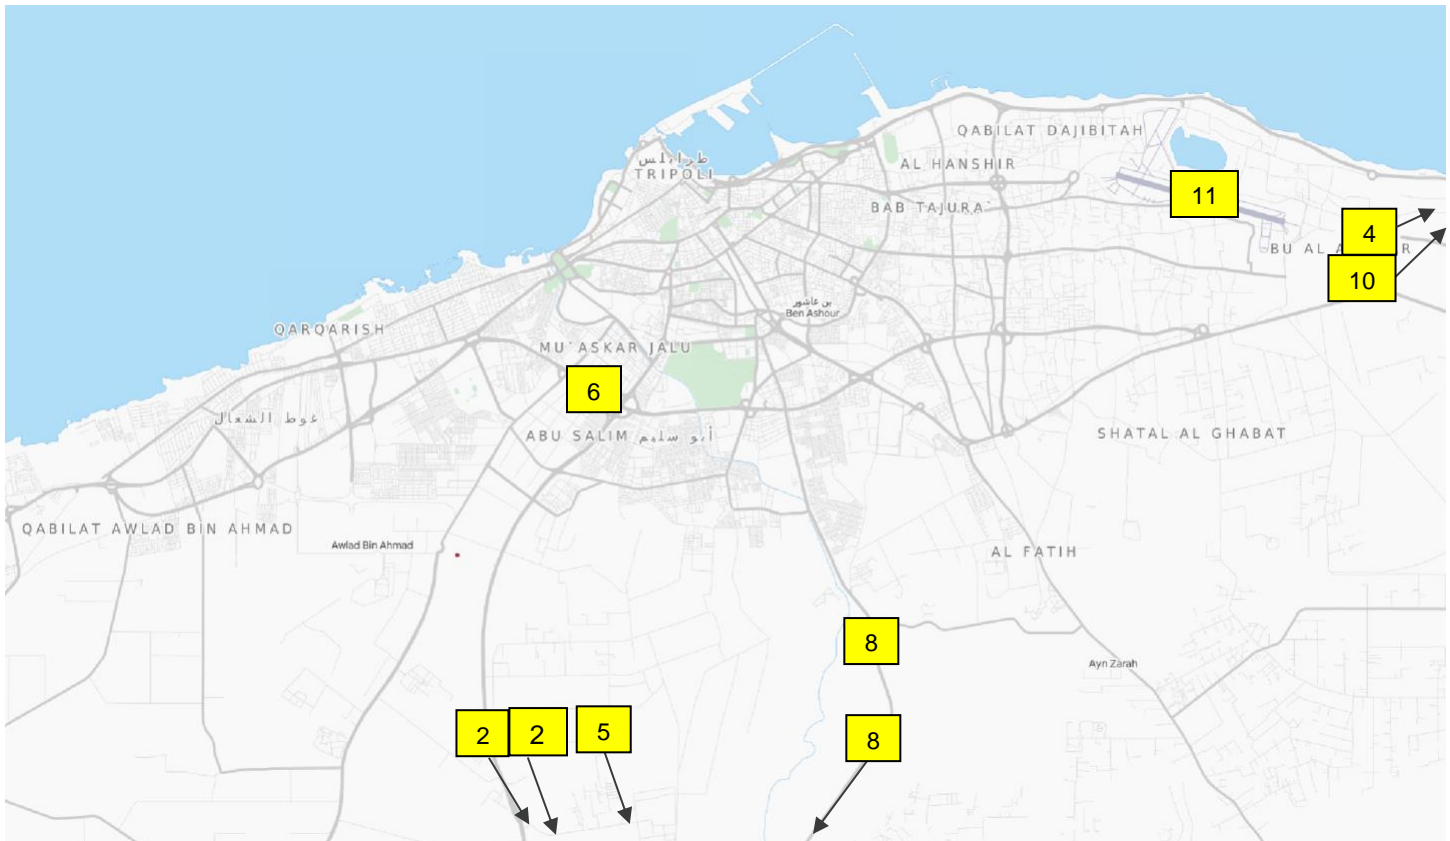 QABILAT DAJIBITAH
طرابلس
TRIPOLI
AL HANSHIR
11
BAB TAJURA`
4
BU AL A R
10
بن عاشور
Ben Ashour
QARQARISH
MU`ASKAR JALU
6
غوط الشعال
ABU SALIM أبو سليم
SHATAL AL GHABAT
QABILAT AWLAD BIN AHMAD
Awlad Bin Ahmad
AL FATIH
8
Ayn Zarah
2
2
5
8